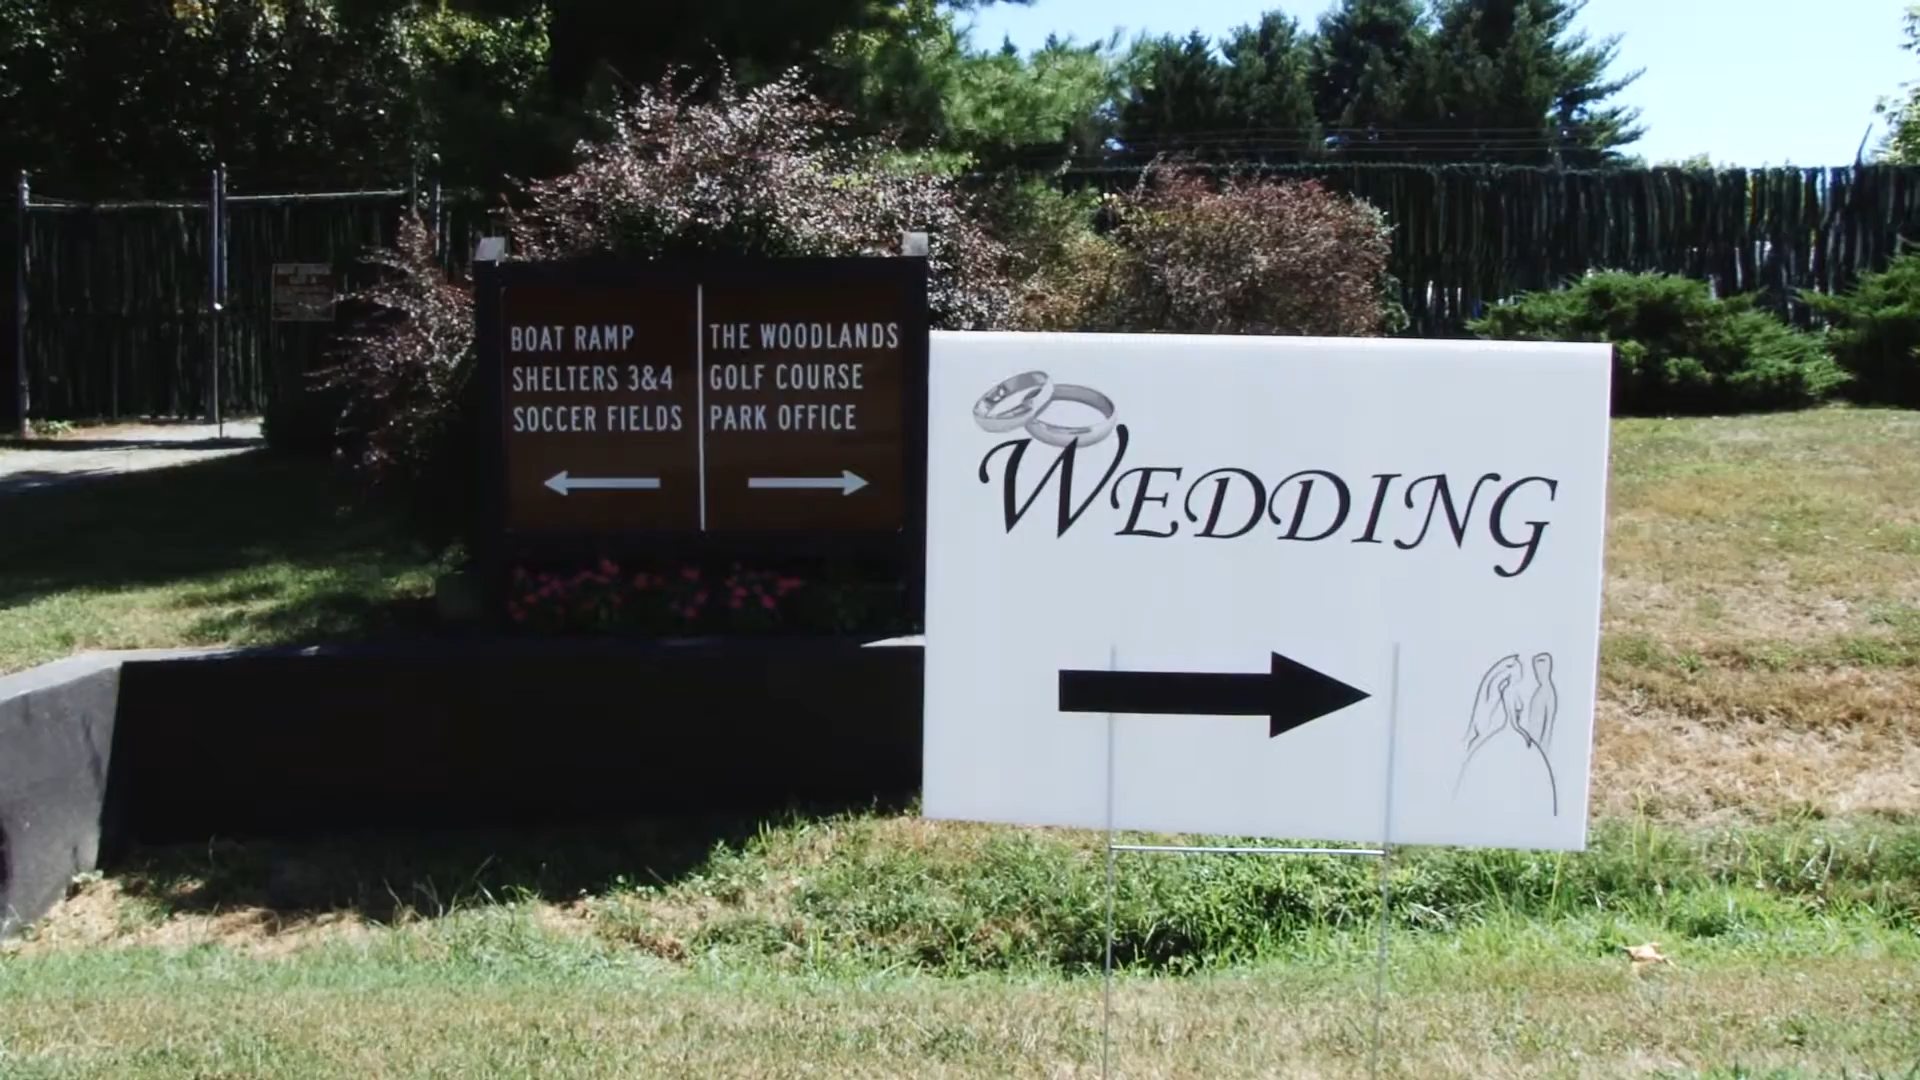 BOAT RAMP
SHELTERS 3&4
SOCCER FIELDS
THE WOODLANDS
GOLF COURSE
PARK OFFICE
WEDDING